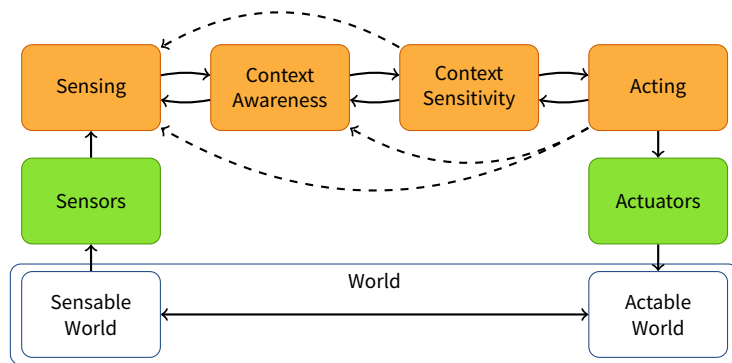 Sensing
Context
Awareness
Context
Sensitivity
Acting
Sensors
Actuators
World
Sensable
World
Actable
World